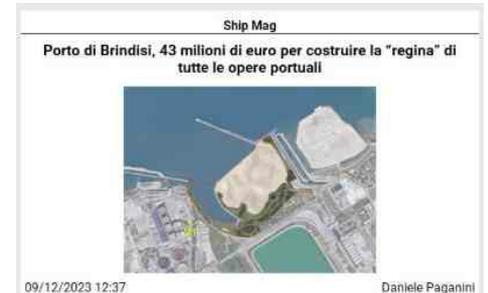 Ship Mag
Porto di Brindisi, 43 milioni di euro per costruire la “regina” di
tutte le opere portuali
09/12/2023 12:37
Daniele Paganini